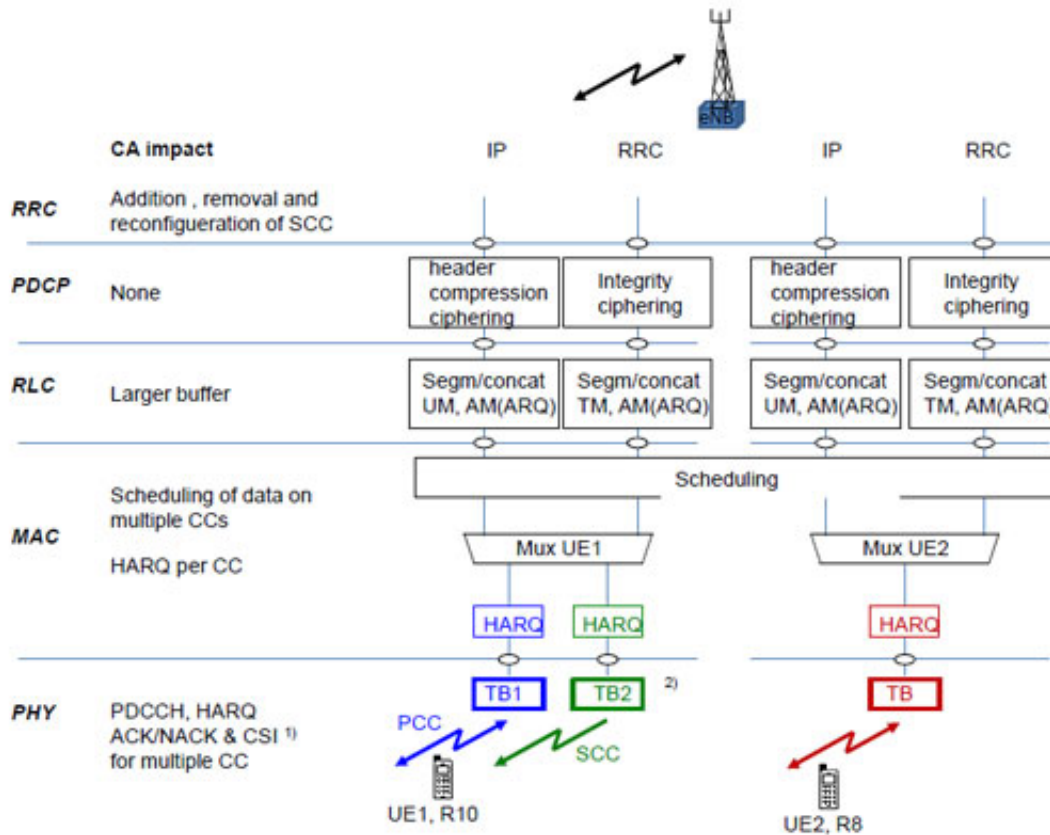 eNB
CA impact
IP
RRC
IP
RRC
RRC
Addition , removal and
reconfigueration of SCC
PDCP
None
header
compression
ciphering
Integrity
ciphering
header
compression
ciphering
Integrity
ciphering
RLC
Larger buffer
Segm/concat
UM, AM(ARQ)
Segm/concat
TM, AM(ARQ)
Segm/concat
UM, AM(ARQ)
Segm/concat
TM, AM(ARQ)
MAC
Scheduling of data on
multiple CCs
HARQ per CC
Scheduling
Mux UE1
Mux UE2
HARQ
HARQ
HARQ
PHY
PDCCH, HARQ
ACK/NACK & CSI 1)
for multiple CC
TB1
TB2
2)
TB
PCC
SCC
UE1, R10
UE2, R8